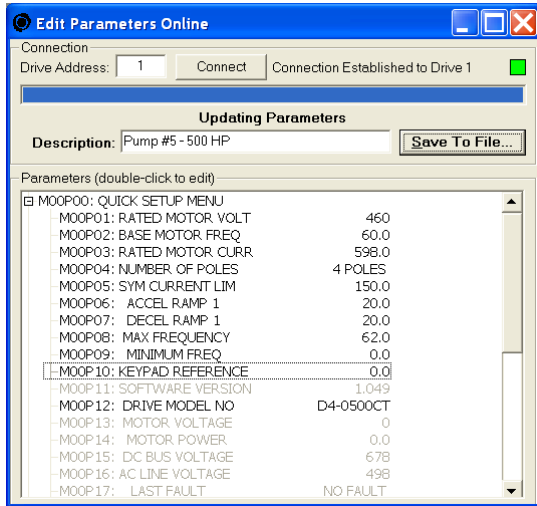 Edit Parameters Online
Connection
Drive Address: 1 Connect Connection Established to Drive 1
Updating Parameters
Description: Pump #5 - 500 HP Save To File...
Parameters (double-click to edit)
M00P00: QUICK SETUP MENU
M00P01: RATED MOTOR VOLT 460
M00P02: BASE MOTOR FREQ 60.0
M00P03: RATED MOTOR CURR 598.0
M00P04: NUMBER OF POLES 4 POLES
M00P05: SYM CURRENT LIM 150.0
M00P06: ACCEL RAMP 1 20.0
M00P07: DECEL RAMP 1 20.0
M00P08: MAX FREQUENCY 62.0
M00P09: MINIMUM FREQ 0.0
M00P10: KEYPAD REFERENCE 0.0
M00P11: SOFTWARE VERSION 1.049
M00P12: DRIVE MODEL NO D4-0500CT
M00P13: MOTOR VOLTAGE 0
M00P14: MOTOR POWER 0.0
M00P15: DC BUS VOLTAGE 678
M00P16: AC LINE VOLTAGE 498
M00P17: LAST FAULT NO FAULT